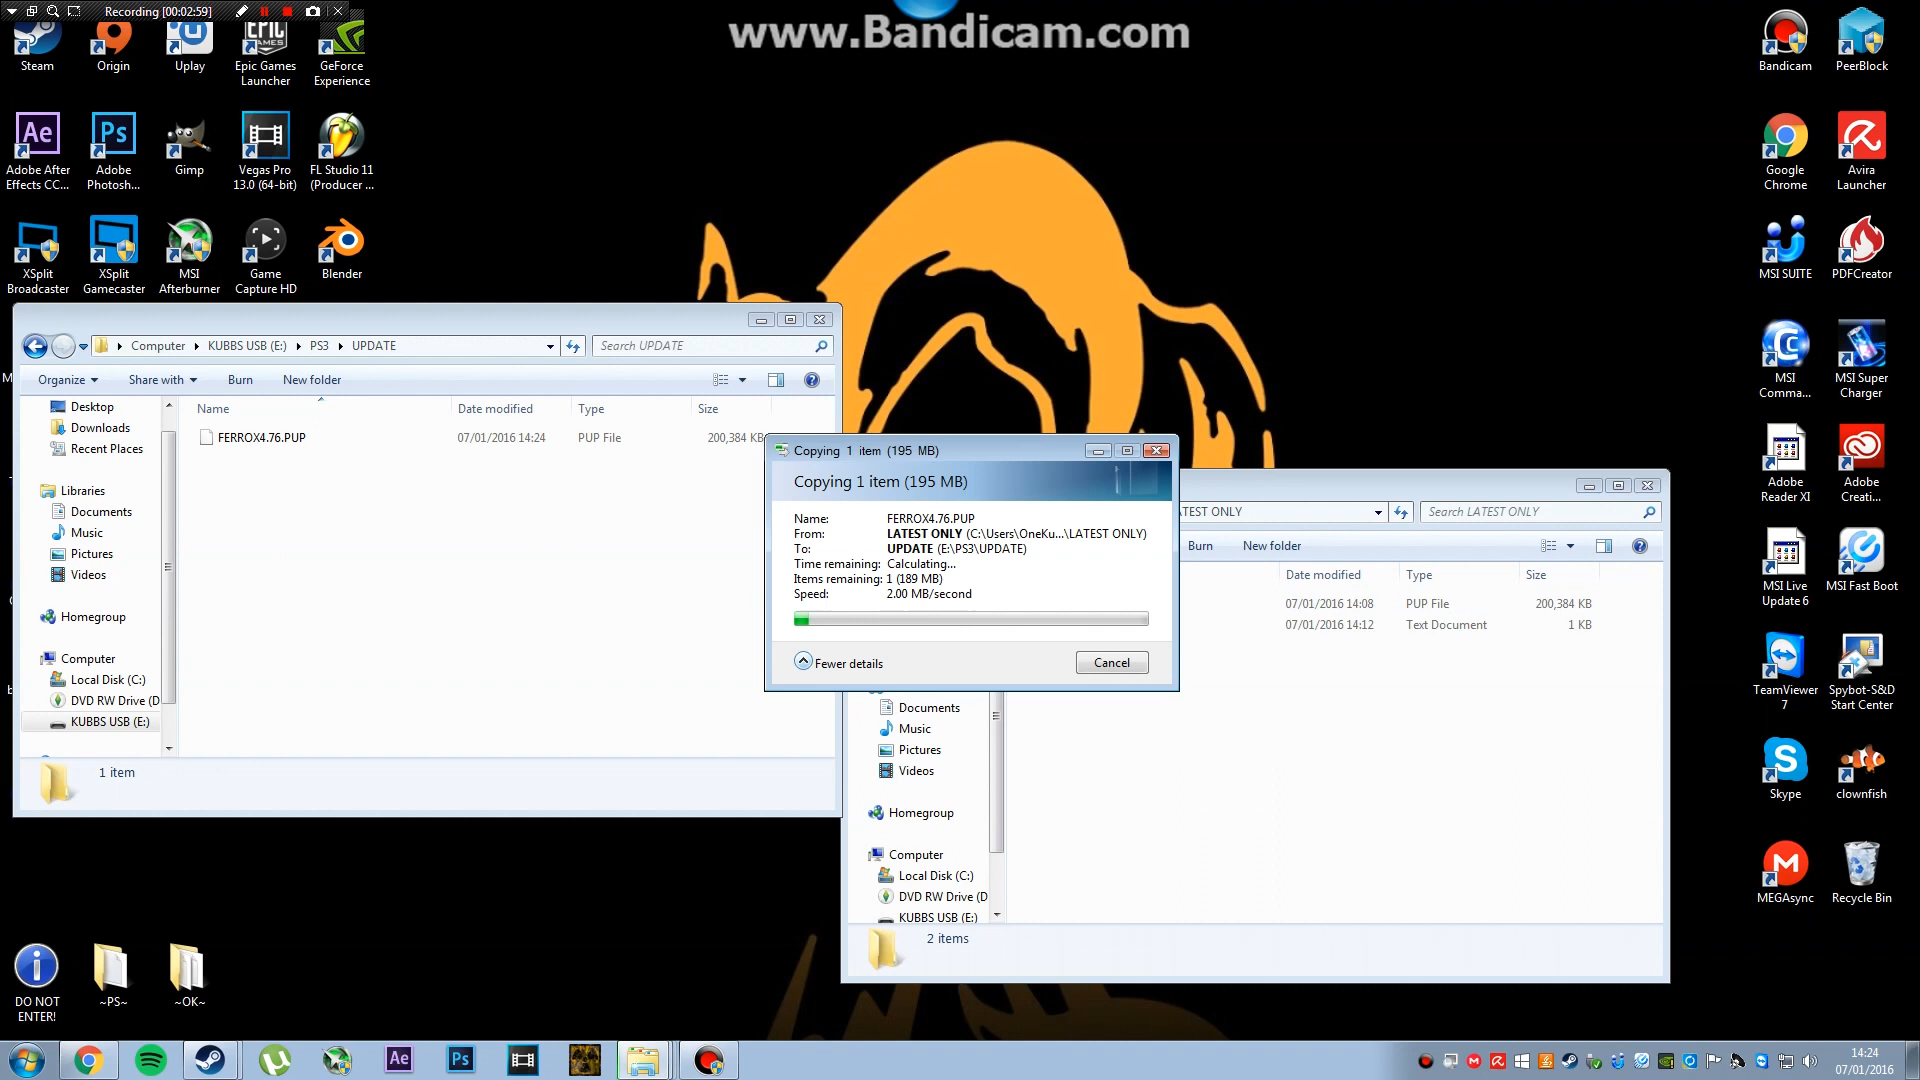 Recording [00:02:59]
www.Bandicam.com
Steam
Origin
Uplay
Epic Games
Launcher
GeForce
Experience
Adobe After
Effects CC...
Adobe
Photosh...
Gimp
Vegas Pro
13.0 (64-bit)
FL Studio 11
(Producer ...
XSplit
Broadcaster
XSplit
Gamecaster
MSI
Afterburner
Game
Capture HD
Blender
Bandicam
PeerBlock
Google
Chrome
Avira
Launcher
MSI SUITE
PDFCreator
MSI
Comma...
MSI Super
Charger
Adobe
Reader XI
Adobe
Creati...
MSI Live
Update 6
MSI Fast Boot
TeamViewer
7
Spybot-S&D
Start Center
Skype
clownfish
MEGAsync
Recycle Bin
Computer
KUBBS USB (E:)
PS3
UPDATE
Search UPDATE
Organize
Share with
Burn
New folder
Desktop
Downloads
Recent Places
Libraries
Documents
Music
Pictures
Videos
Homegroup
Computer
Local Disk (C:)
DVD RW Drive (D
KUBBS USB (E:)
Name
Date modified
Type
Size
FERROX4.76.PUP
07/01/2016 14:24
PUP File
200,384 KB
1 item
Copying 1 item (195 MB)
Copying 1 item (195 MB)
Name: FERROX4.76.PUP
From: LATEST ONLY (C:\Users\OneKu...\LATEST ONLY)
To: UPDATE (E:\PS3\UPDATE)
Time remaining: Calculating...
Items remaining: 1 (189 MB)
Speed: 2.00 MB/second
Fewer details
Cancel
ATEST ONLY
Search LATEST ONLY
Burn
New folder
Date modified
Type
Size
07/01/2016 14:08
PUP File
200,384 KB
07/01/2016 14:12
Text Document
1 KB
Documents
Music
Pictures
Videos
Homegroup
Computer
Local Disk (C:)
DVD RW Drive (D
KUBBS USB (E:)
2 items
DO NOT
ENTER!
~PS~
~OK~
14:24
07/01/2016